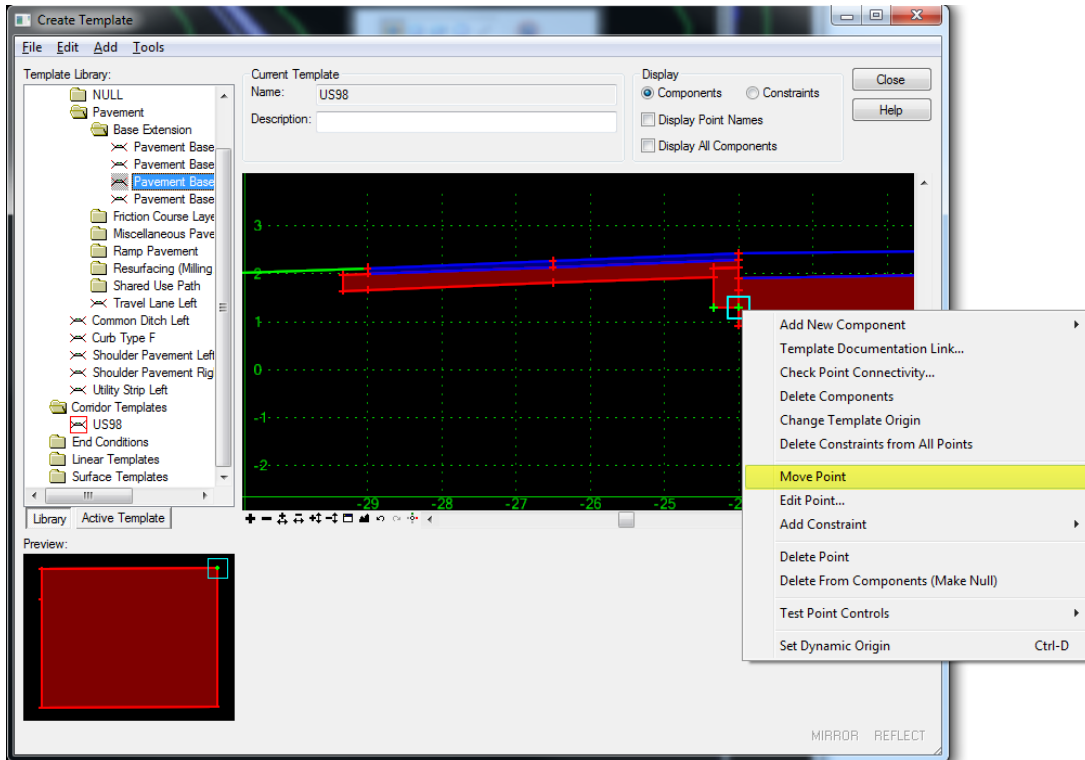 Create Template
File Edit Add Tools
Template Library:
NULL
Pavement
Base Extension
Pavement Base
Pavement Base
Pavement Base
Pavement Base
Friction Course Laye
Miscellaneous Pave
Ramp Pavement
Resurfacing (Milling
Shared Use Path
Travel Lane Left
Common Ditch Left
Curb Type F
Shoulder Pavement Left
Shoulder Pavement Rig
Utility Strip Left
Corridor Templates
US98
End Conditions
Linear Templates
Surface Templates
Library Active Template
Preview:
Current Template
Name: US98
Description:
Display
Components Constraints
Display Point Names
Display All Components
Close
Help
3
2
1
0
-1
-2
-29 -28 -27 -26 -25 -2
Add New Component
Template Documentation Link...
Check Point Connectivity...
Delete Components
Change Template Origin
Delete Constraints from All Points
Move Point
Edit Point...
Add Constraint
Delete Point
Delete From Components (Make Null)
Test Point Controls
Set Dynamic Origin Ctrl-D
MIRROR REFLECT